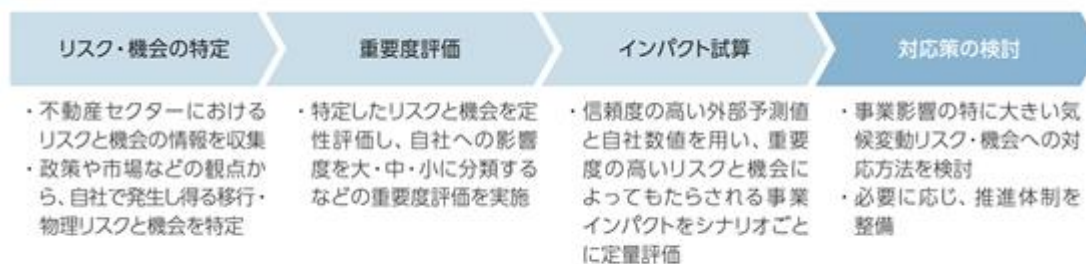 リスク・機会の特定
・不動産セクターにおける
リスクと機会の情報を収集
・政策や市場などの観点か
ら、自社で発生し得る移行・
物理リスクと機会を特定
重要度評価
・特定したリスクと機会を定
性評価し、自社への影響
度を大・中・小に分類する
などの重要度評価を実施
インパクト試算
・信頼度の高い外部予測値
と自社数値を用い、重要
度の高いリスクと機会に
よってもたらされる事業
インパクトをシナリオごと
に定量評価
対応策の検討
・事業影響の特に大きい気
候変動リスク・機会への対
応方法を検討
・必要に応じ、推進体制を
整備